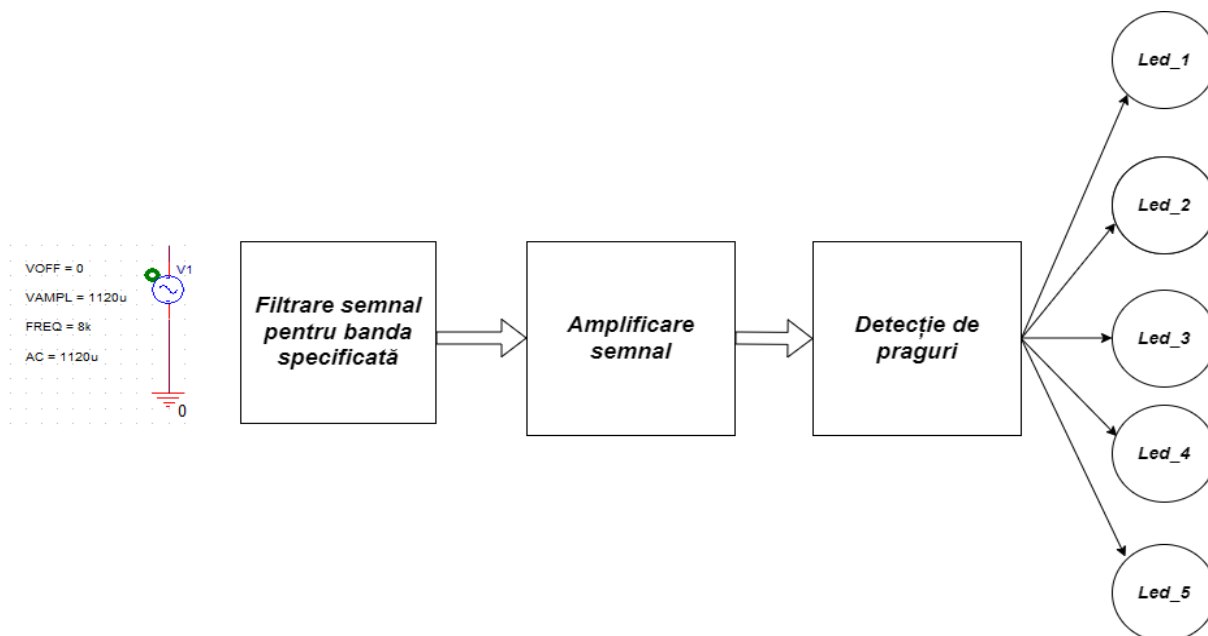 VOFF = 0
VAMPL = 1120u
FREQ = 8k
AC = 1120u
V1
0
Filtrare semnal
pentru banda
specificată
Amplificare
semnal
Detecție de
praguri
Led_1
Led_2
Led_3
Led_4
Led_5